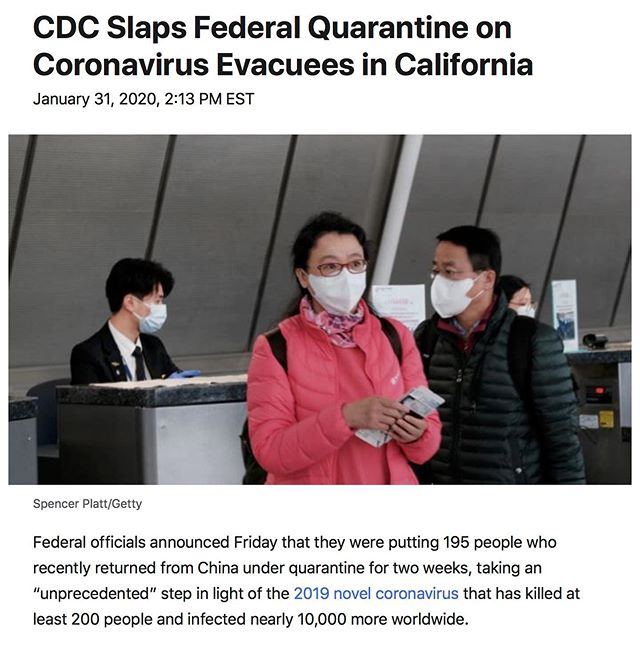 CDC Slaps Federal Quarantine on
Coronavirus Evacuees in California
January 31, 2020, 2:13 PM EST
Spencer Platt/Getty
Federal officials announced Friday that they were putting 195 people who
recently returned from China under quarantine for two weeks, taking an
“unprecedented” step in light of the 2019 novel coronavirus that has killed at
least 200 people and infected nearly 10,000 more worldwide.